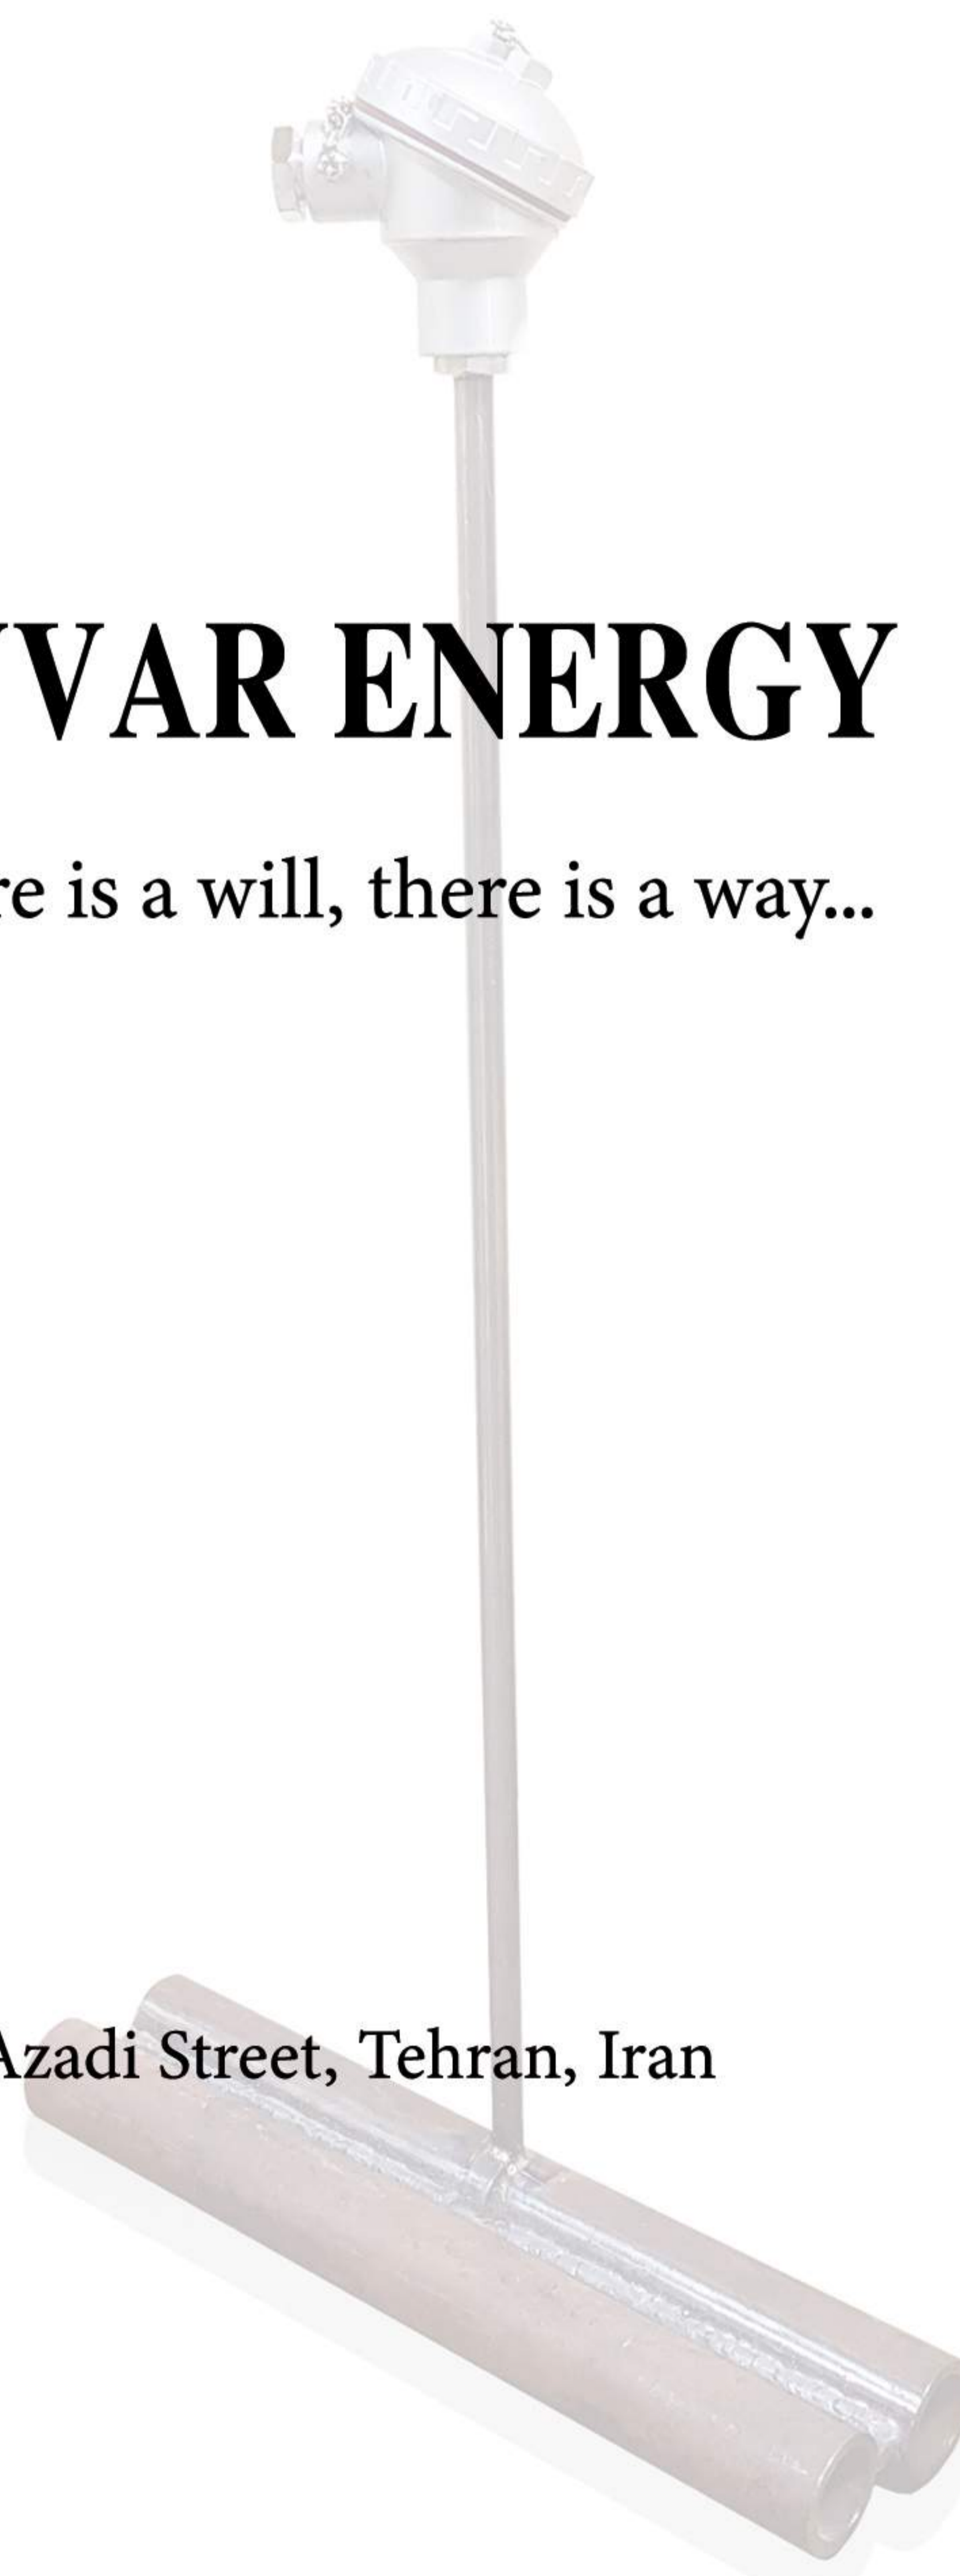 VAR ENERGY
re is a will, there is a way...
Azadi Street, Tehran, Iran